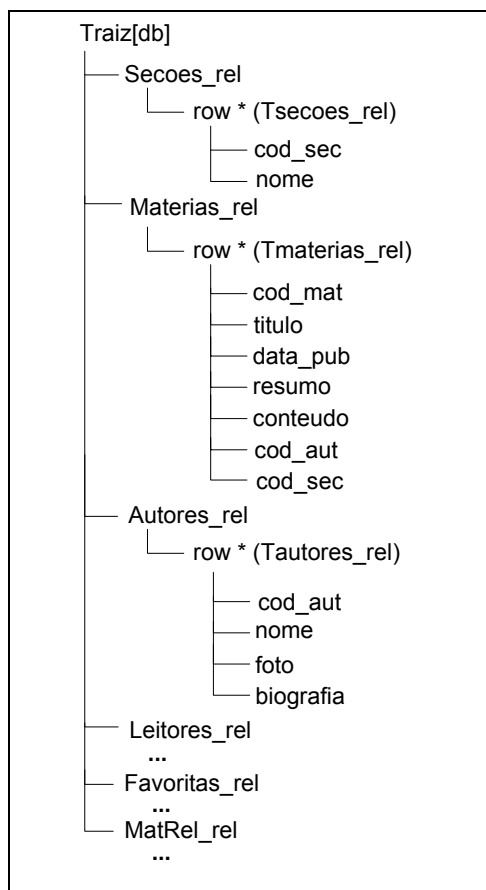 Traiz[db]
Secoes_rel
row * (Tsecoes_rel)
cod_sec
nome
Materias_rel
row * (Tmaterias_rel)
cod_mat
titulo
data_pub
resumo
conteudo
cod_aut
cod_sec
Autores_rel
row * (Tautores_rel)
cod_aut
nome
foto
biografia
Leitores_rel
...
Favoritas_rel
...
MatRel_rel
...